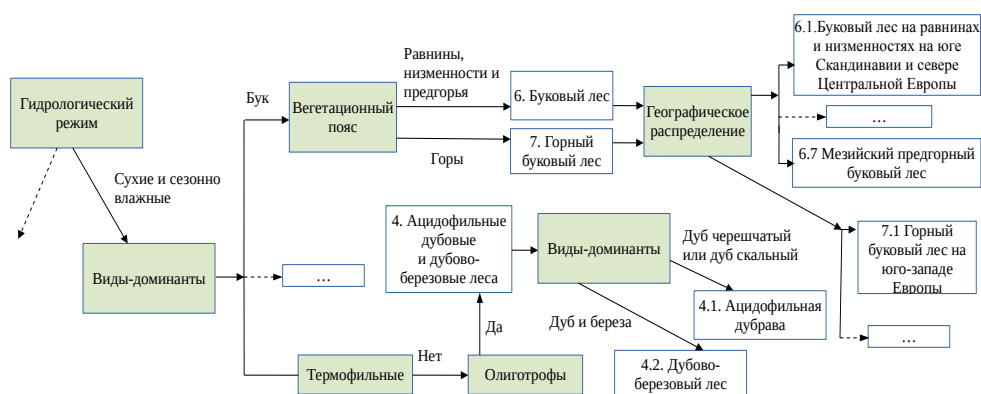 Гидрологический
режим
Сухие и сезонно
влажные
Виды-доминанты
...
Бук
Вегетационный
пояс
Равнины,
низменности и
предгорья
Горы
6. Буковый лес
7. Горный
буковый лес
Географическое
распределение
6.1.Буковый лес на равнинах
и низменностях на юге
Скандинавии и севере
Центральной Европы
...
6.7 Мезийский предгорный
буковый лес
7.1 Горный
буковый лес на
юго-западе
Европы
...
4. Ацидофильные
дубовые
и дубово-
березовые леса
Виды-доминанты
Дуб черешчатый
или дуб скальный
4.1. Ацидофильная
дубрава
Дуб и береза
4.2. Дубово-
березовый лес
Да
Термофильные
Нет
Олиготрофы